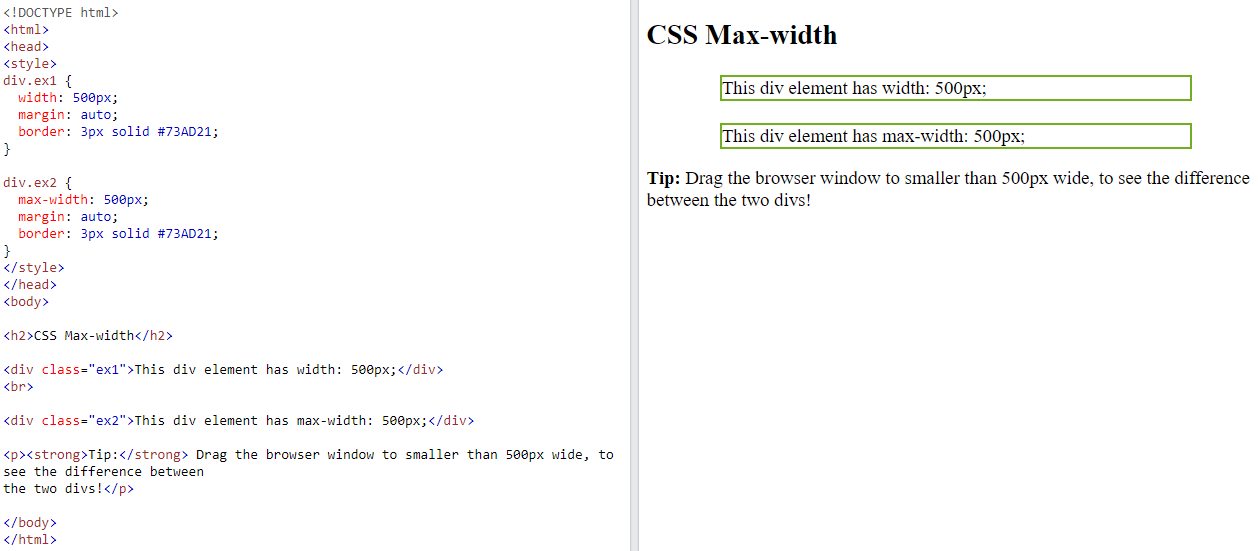 <!DOCTYPE html>
<html>
<head>
<style>
div.ex1 {
  width: 500px;
  margin: auto;
  border: 3px solid #73AD21;
}

div.ex2 {
  max-width: 500px;
  margin: auto;
  border: 3px solid #73AD21;
}
</style>
</head>
<body>

<h2>CSS Max-width</h2>

<div class="ex1">This div element has width: 500px;</div>
<br>

<div class="ex2">This div element has max-width: 500px;</div>

<p><strong>Tip:</strong> Drag the browser window to smaller than 500px wide, to
see the difference between
the two divs!</p>

</body>
</html>
CSS Max-width
This div element has width: 500px;
This div element has max-width: 500px;
Tip: Drag the browser window to smaller than 500px wide, to see the difference
between the two divs!